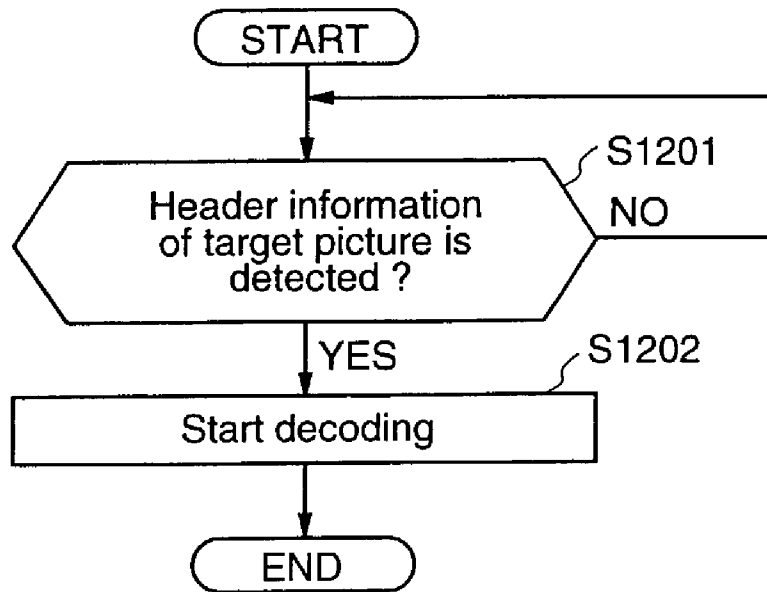 START
S1201
Header information
of target picture is
detected ?
NO
YES
S1202
Start decoding
END